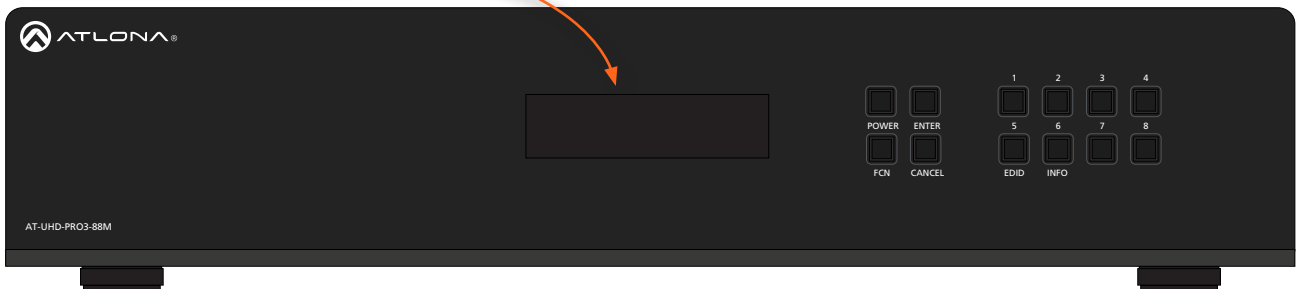 ATLONA®
1 2 3 4
POWER ENTER 5 6 7 8
FCN CANCEL EDID INFO
AT-UHD-PRO3-88M